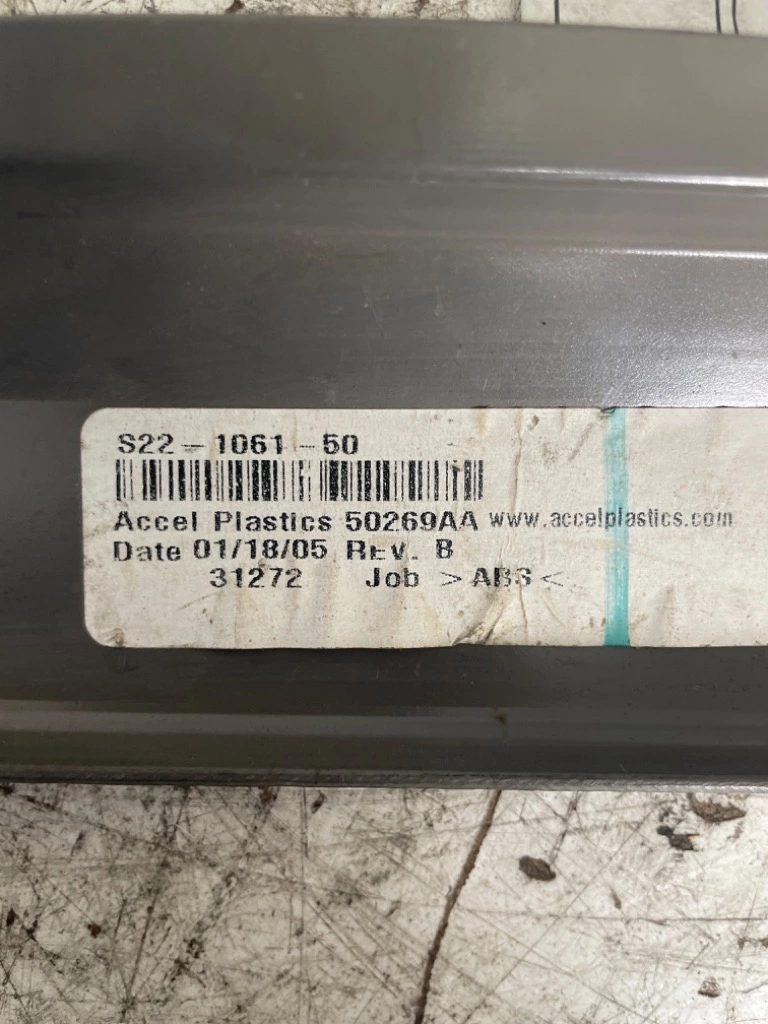 S22-1061-50
Accel Plastics 50269AA www.accelplastics.com
Date 01/18/05 REV. B
31272 Job >ABS<